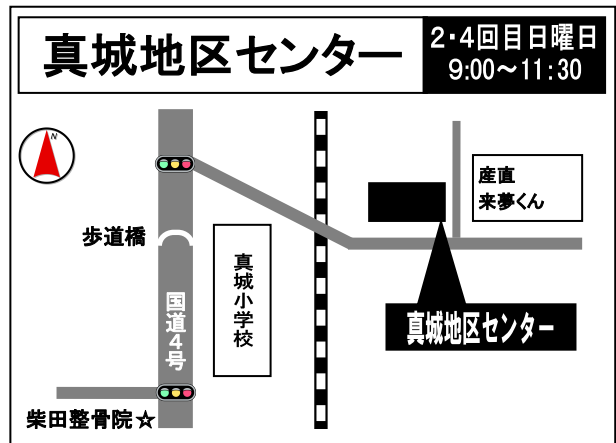 真城地区センター
2・4回目日曜日
9:00～11:30
N
産直
来夢くん
歩道橋
真城小学校
国道4号
真城地区センター
柴田整骨院☆